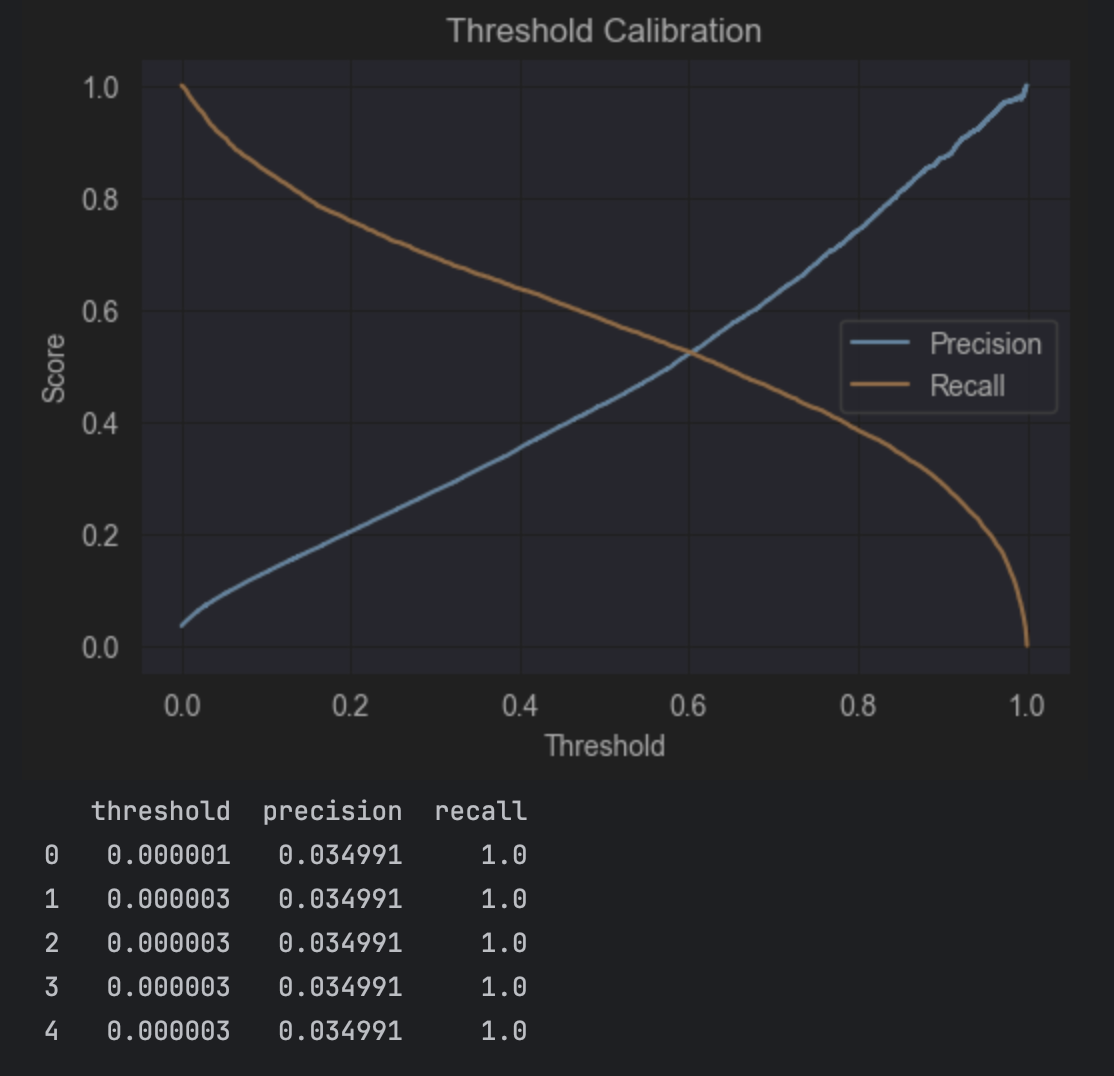 Threshold Calibration
1.0
0.8
0.6
0.4
0.2
0.0
Score
Precision
Recall
0.0 0.2 0.4 0.6 0.8 1.0
Threshold
threshold precision recall
0 0.000001 0.034991 1.0
1 0.000003 0.034991 1.0
2 0.000003 0.034991 1.0
3 0.000003 0.034991 1.0
4 0.000003 0.034991 1.0